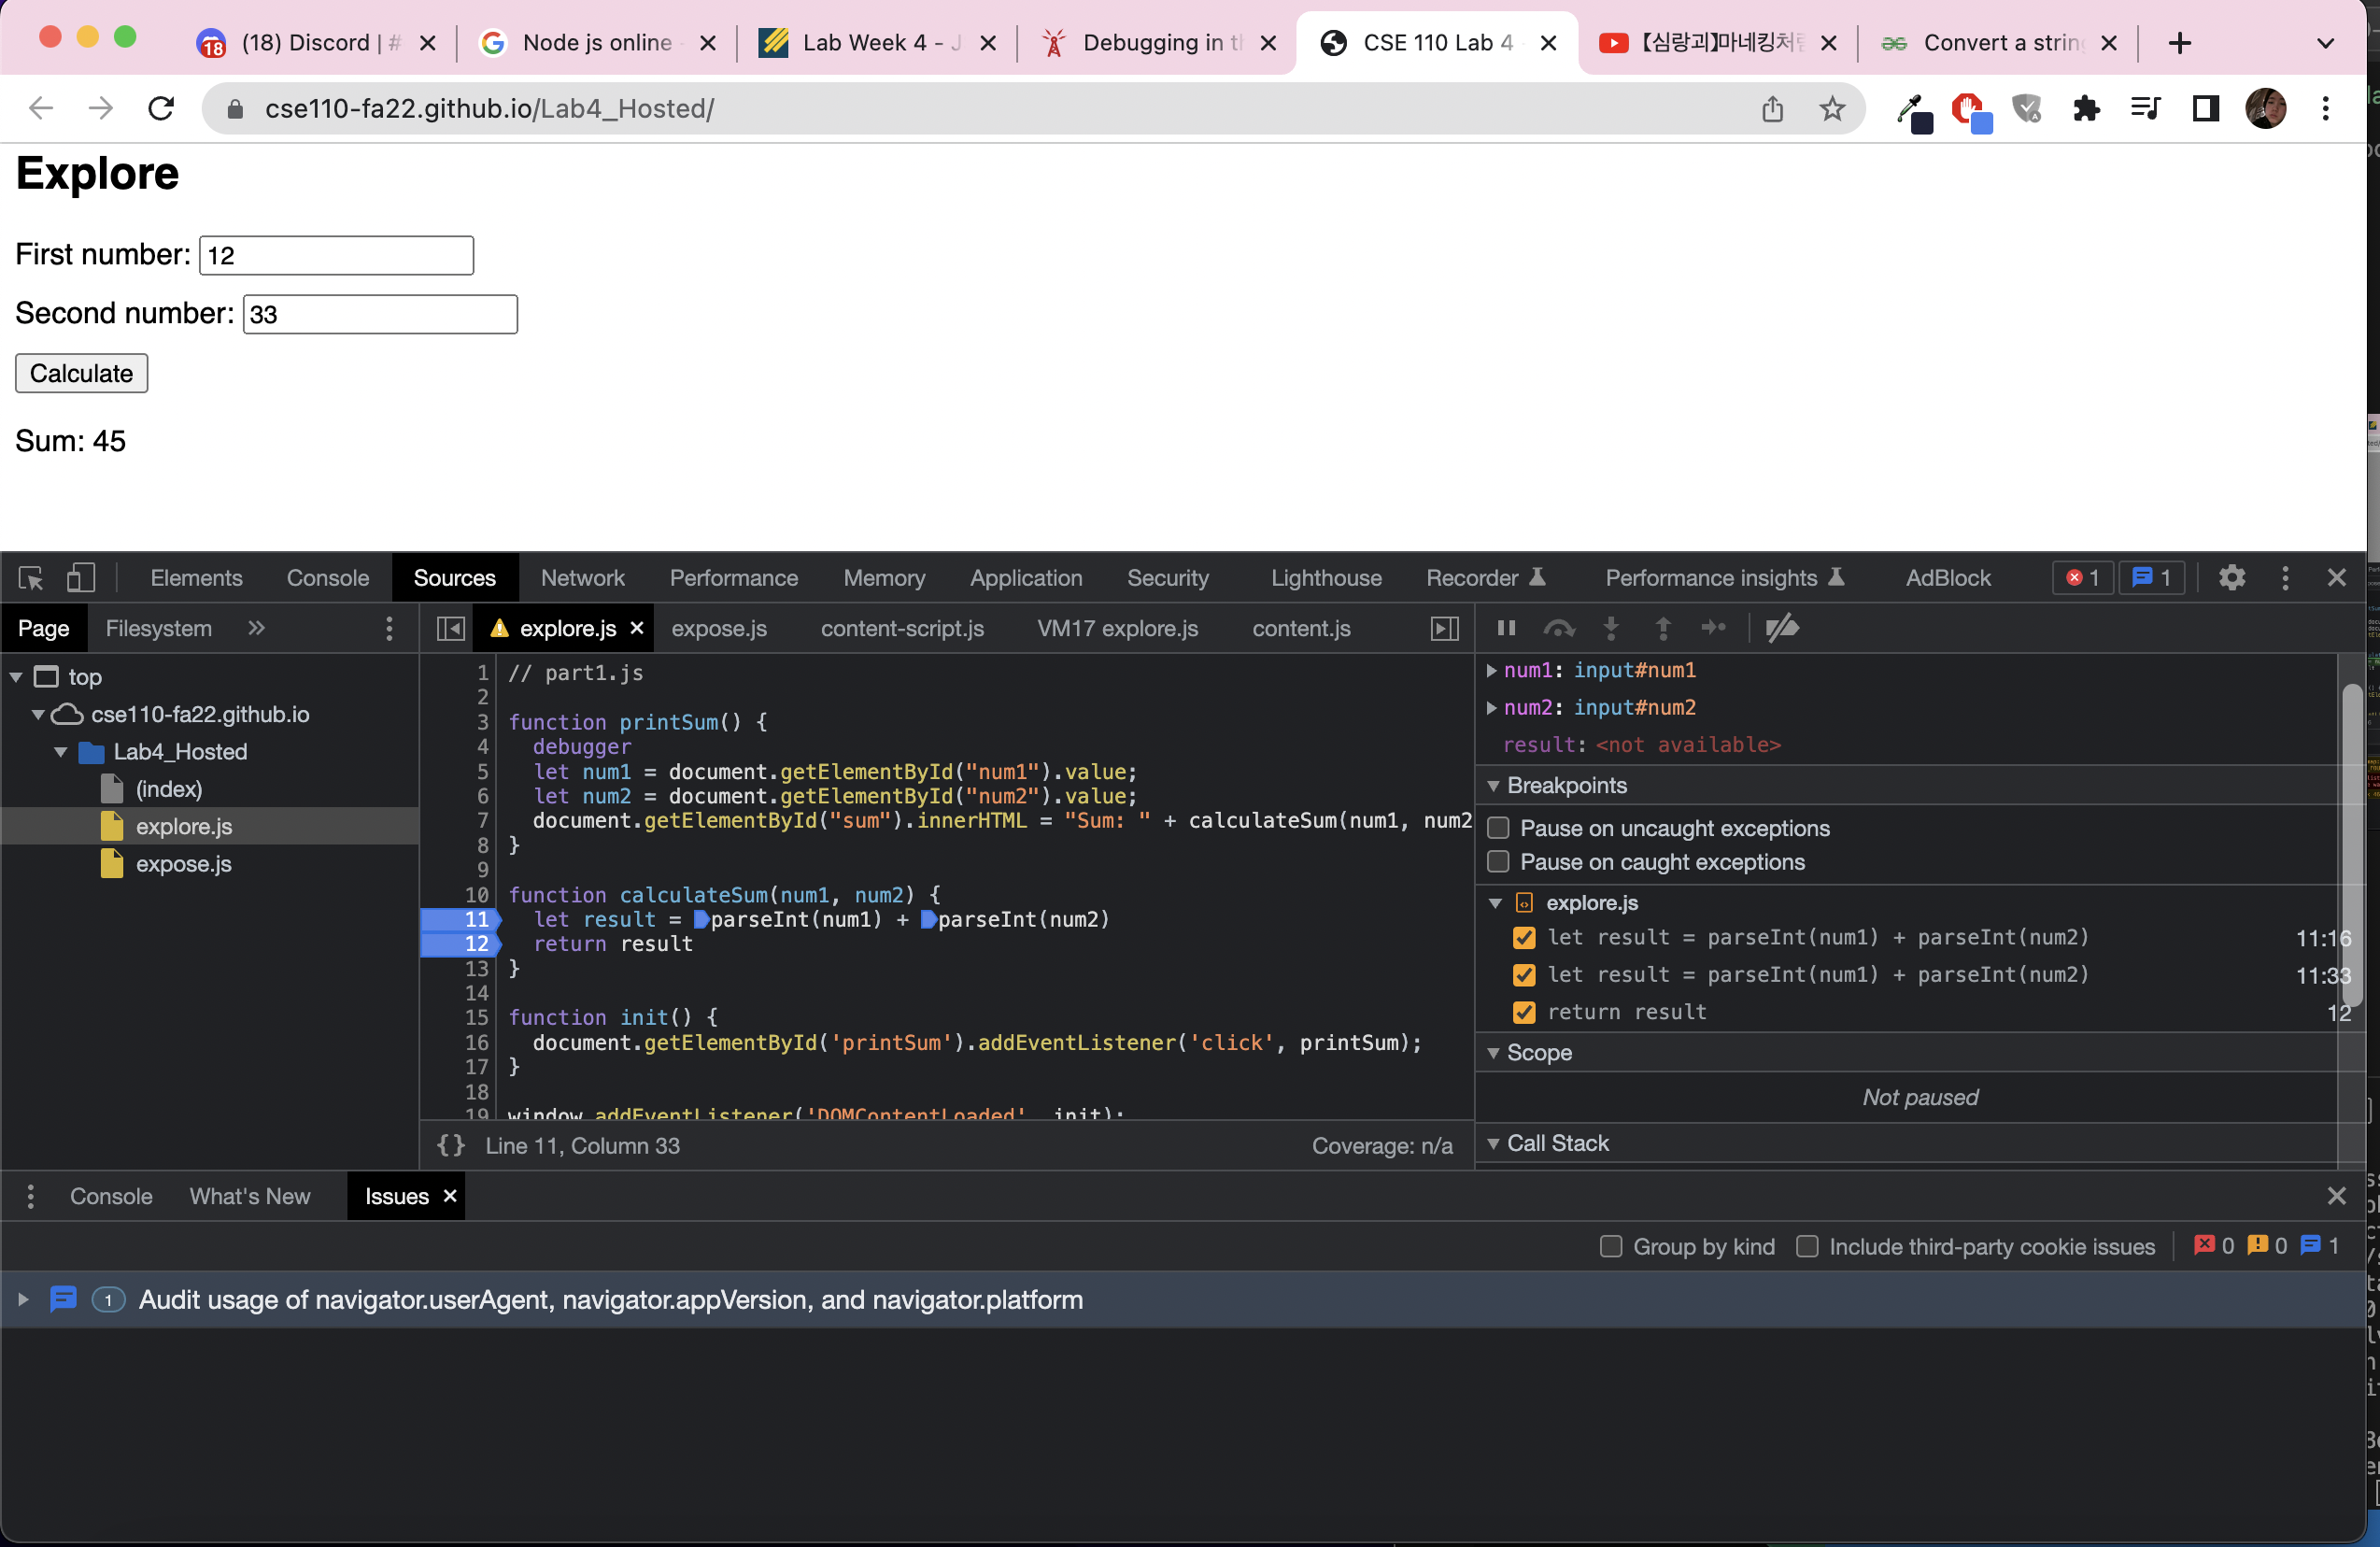 18 (18) Discord | # Node js online Lab Week 4 - J Debugging in th CSE 110 Lab 4 【심랑괴】마네킹처럼 Convert a string
cse110-fa22.github.io/Lab4_Hosted/
Explore
First number: 12
Second number: 33
Calculate
Sum: 45
Elements Console Sources Network Performance Memory Application Security Lighthouse Recorder Performance insights AdBlock 1 1
Page Filesystem » explore.js expose.js content-script.js VM17 explore.js content.js
top
cse110-fa22.github.io
Lab4_Hosted
(index)
explore.js
expose.js
1 // part1.js
2
3 function printSum() {
4 debugger
5 let num1 = document.getElementById("num1").value;
6 let num2 = document.getElementById("num2").value;
7 document.getElementById("sum").innerHTML = "Sum: " + calculateSum(num1, num2
8 }
9
10 function calculateSum(num1, num2) {
11 let result = parseInt(num1) + parseInt(num2)
12 return result
13 }
14
15 function init() {
16 document.getElementById('printSum').addEventListener('click', printSum);
17 }
18
19 window.addEventListener('DOMContentLoaded', init);
{} Line 11, Column 33 Coverage: n/a
num1: input#num1
num2: input#num2
result: <not available>
Breakpoints
Pause on uncaught exceptions
Pause on caught exceptions
explore.js
let result = parseInt(num1) + parseInt(num2) 11:16
let result = parseInt(num1) + parseInt(num2) 11:33
return result 12
Scope
Not paused
Call Stack
Console What's New Issues
Group by kind Include third-party cookie issues 0 0 1
1 Audit usage of navigator.userAgent, navigator.appVersion, and navigator.platform